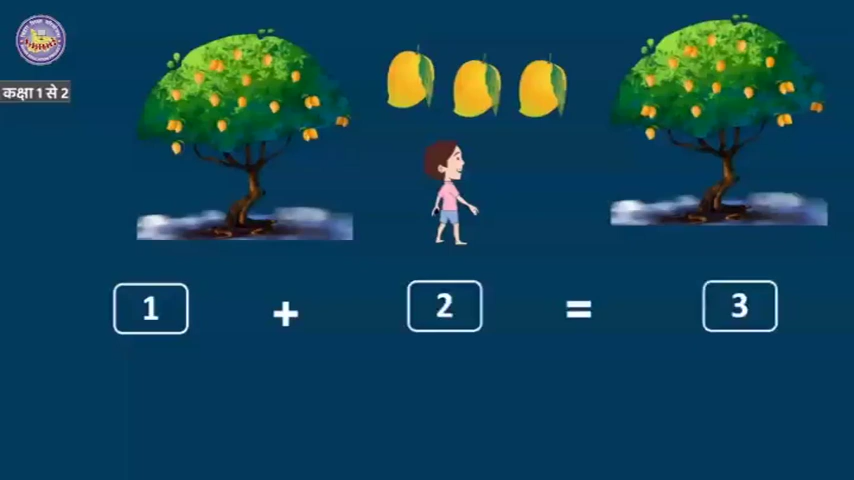 कक्षा 1 से 2
1 + 2 = 3